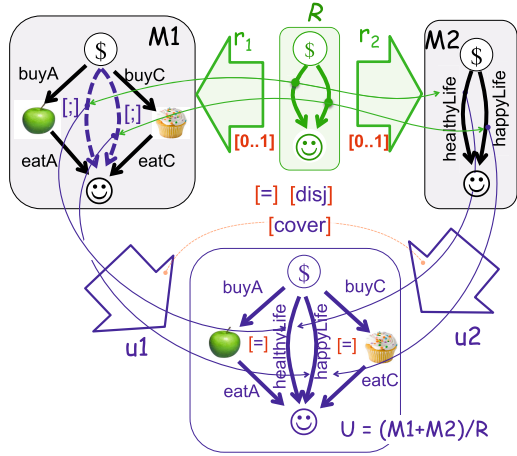 M1
$
buyA
buyC
[;]
[;]
eatA
eatC
r1
[0..1]
R
$
r2
[0..1]
M2
$
healthyLife
happyLife
[=] [disj]
[cover]
u1
u2
$
buyA
buyC
healthyLife
happyLife
[=]
[=]
eatA
eatC
U = (M1+M2)/R